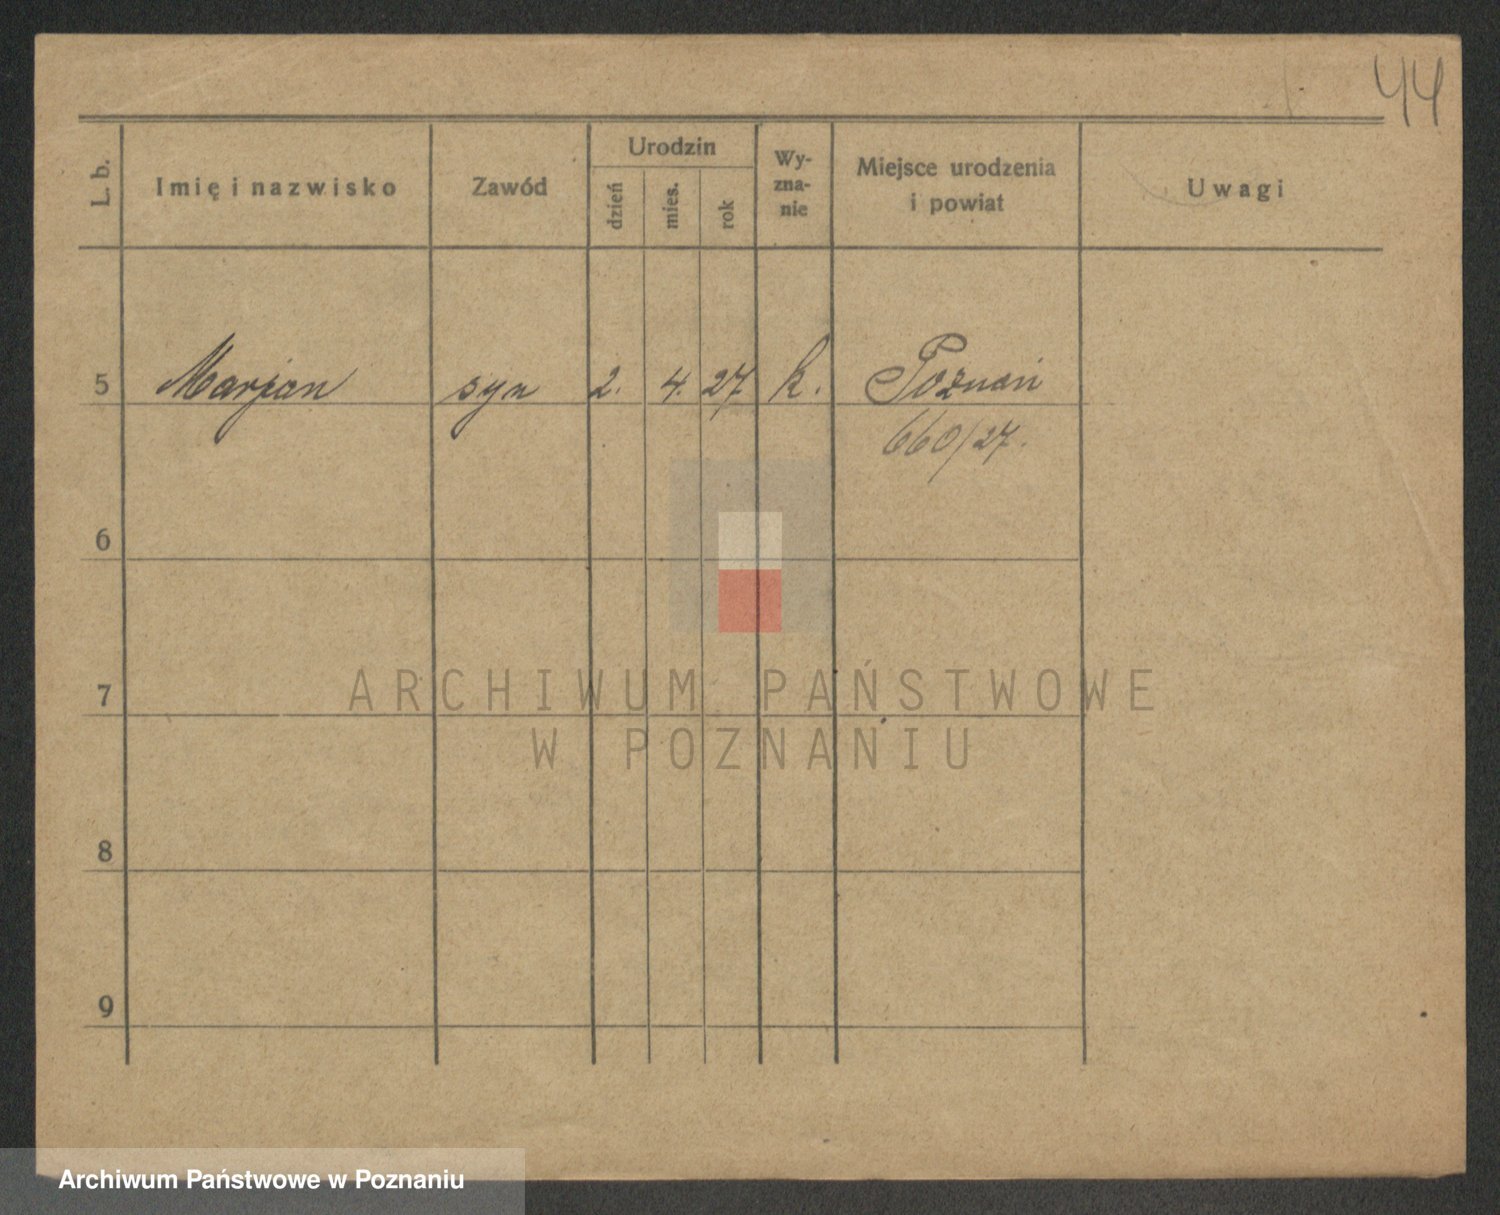 44
L. b. Imię i nazwisko Zawód Urodzin Wy-zna-nie Miejsce urodzenia i powiat Uwagi
dzień mies. rok
5 Marjan syn 2. 4. 27 k. Poznań
660/27.
6
7
8
9
ARCHIWUM PAŃSTWOWE
W POZNANIU
Archiwum Państwowe w Poznaniu